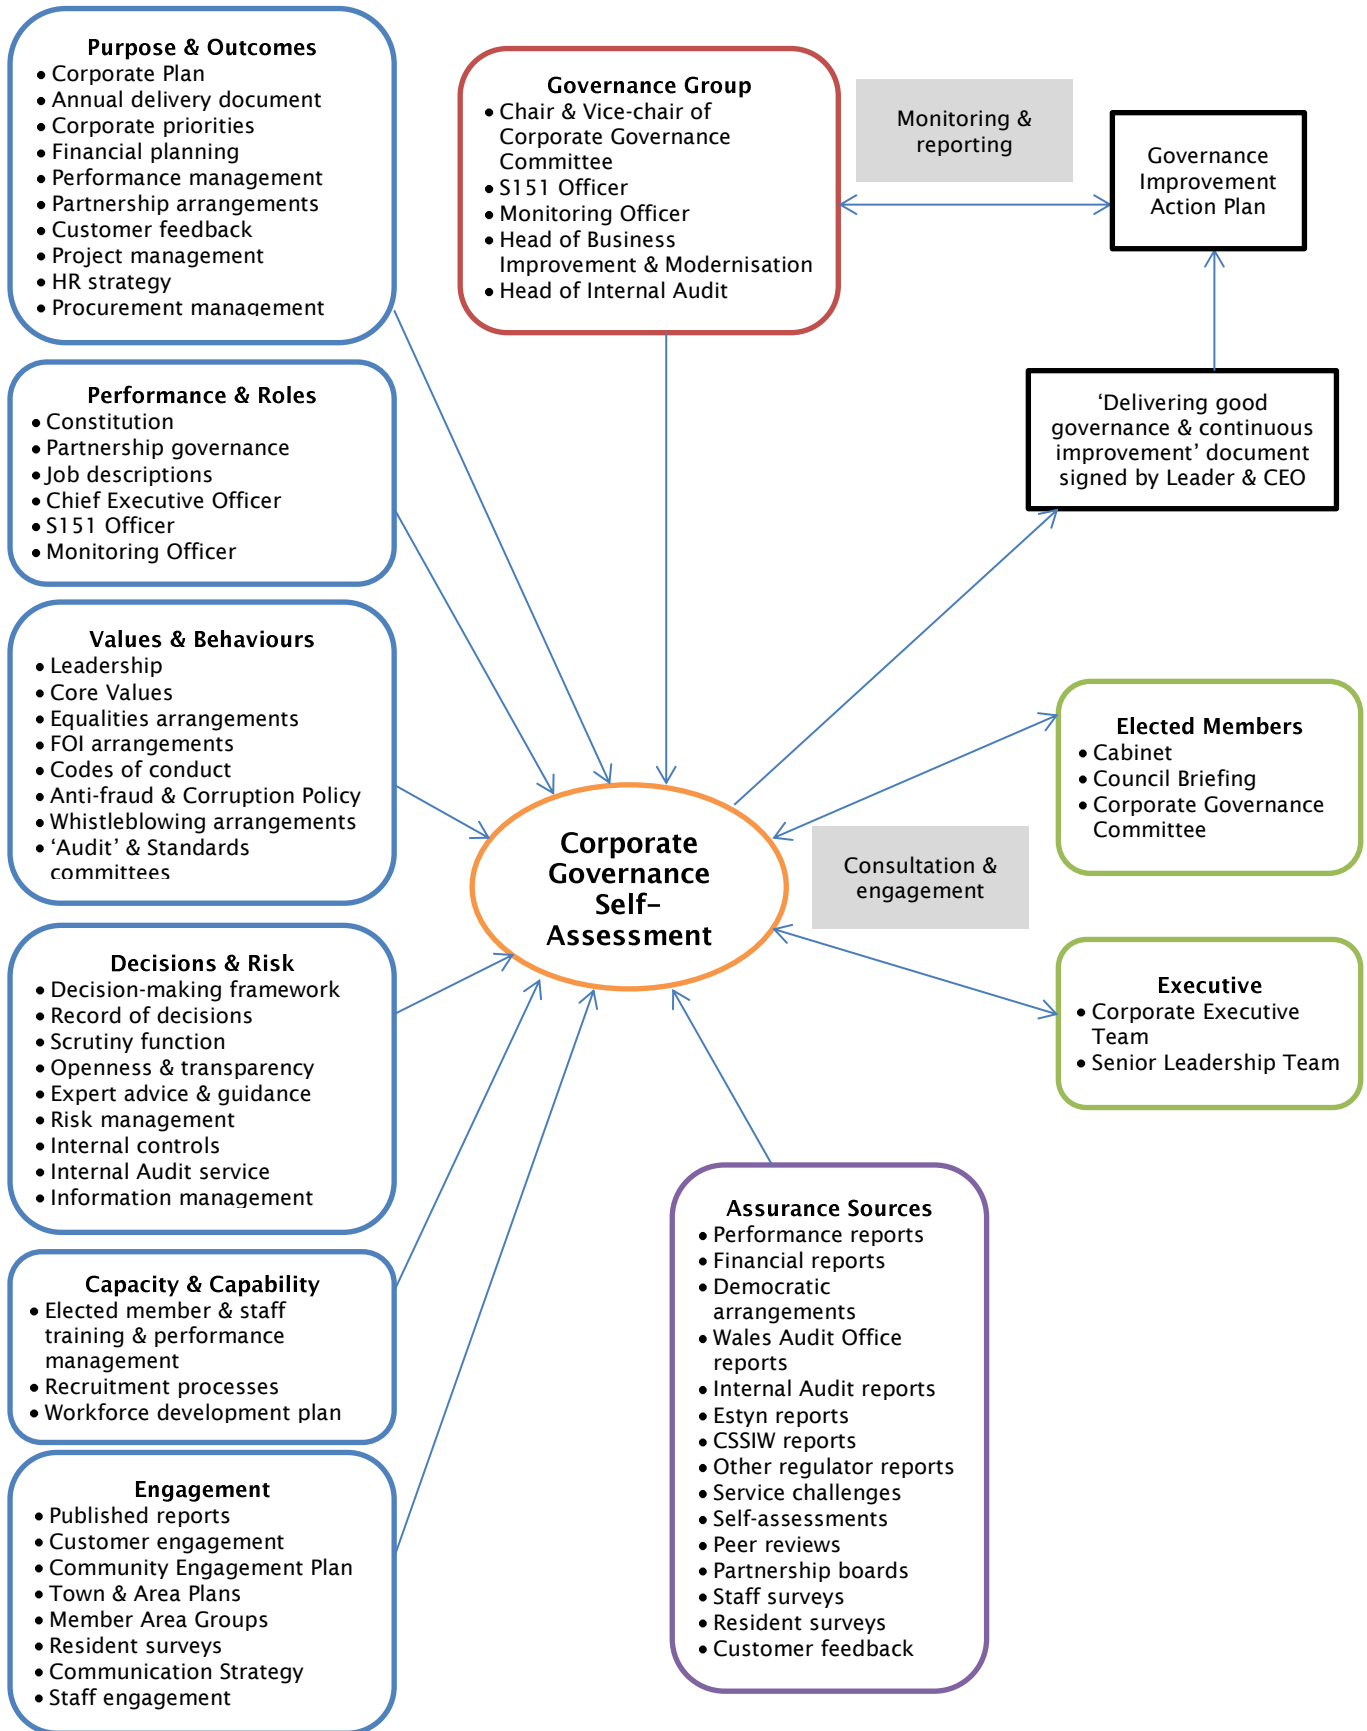 Purpose & Outcomes
• Corporate Plan
• Annual delivery document
• Corporate priorities
• Financial planning
• Performance management
• Partnership arrangements
• Customer feedback
• Project management
• HR strategy
• Procurement management
Performance & Roles
• Constitution
• Partnership governance
• Job descriptions
• Chief Executive Officer
• S151 Officer
• Monitoring Officer
Values & Behaviours
• Leadership
• Core Values
• Equalities arrangements
• FOI arrangements
• Codes of conduct
• Anti-fraud & Corruption Policy
• Whistleblowing arrangements
• ‘Audit’ & Standards
committees
Decisions & Risk
• Decision-making framework
• Record of decisions
• Scrutiny function
• Openness & transparency
• Expert advice & guidance
• Risk management
• Internal controls
• Internal Audit service
• Information management
Capacity & Capability
• Elected member & staff
training & performance
management
• Recruitment processes
• Workforce development plan
Engagement
• Published reports
• Customer engagement
• Community Engagement Plan
• Town & Area Plans
• Member Area Groups
• Resident surveys
• Communication Strategy
• Staff engagement
Governance Group
• Chair & Vice-chair of
Corporate Governance
Committee
• S151 Officer
• Monitoring Officer
• Head of Business
Improvement & Modernisation
• Head of Internal Audit
Monitoring &
reporting
Governance
Improvement
Action Plan
‘Delivering good
governance & continuous
improvement’ document
signed by Leader & CEO
Corporate
Governance
Self-
Assessment
Consultation &
engagement
Elected Members
• Cabinet
• Council Briefing
• Corporate Governance
Committee
Executive
• Corporate Executive
Team
• Senior Leadership Team
Assurance Sources
• Performance reports
• Financial reports
• Democratic
arrangements
• Wales Audit Office
reports
• Internal Audit reports
• Estyn reports
• CSSIW reports
• Other regulator reports
• Service challenges
• Self-assessments
• Peer reviews
• Partnership boards
• Staff surveys
• Resident surveys
• Customer feedback